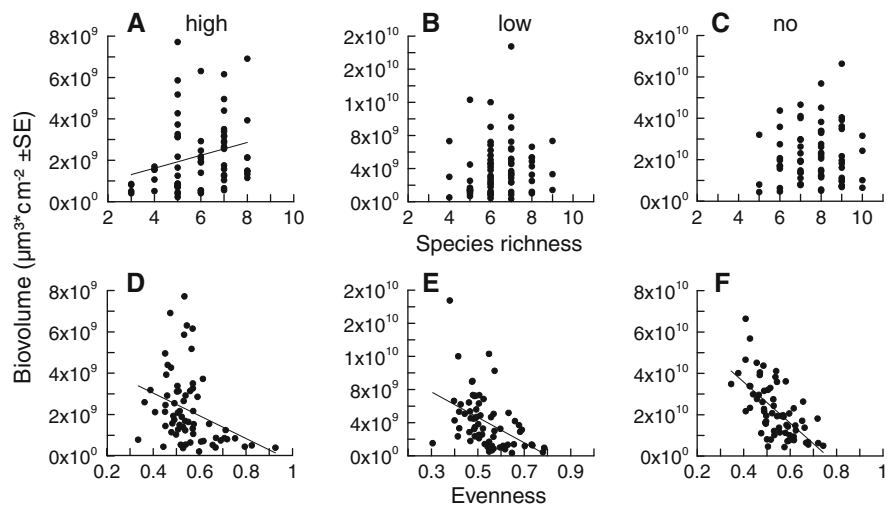 A high B low C no
8x10⁹ 2x10¹⁰ 8x10¹⁰
6x10⁹ 2x10¹⁰ 6x10¹⁰
4x10⁹ 1x10¹⁰ 4x10¹⁰
8x10⁹
2x10⁹ 4x10⁹ 2x10¹⁰
0x10⁰ 0x10⁰ 0x10⁰
2 4 6 8 10 2 4 6 8 10 2 4 6 8 10
Species richness
Biovolume (µm³*cm⁻² ±SE)
D E F
8x10⁹ 2x10¹⁰ 8x10¹⁰
6x10⁹ 2x10¹⁰ 6x10¹⁰
4x10⁹ 1x10¹⁰ 4x10¹⁰
8x10⁹
2x10⁹ 4x10⁹ 2x10¹⁰
0x10⁰ 0x10⁰ 0x10⁰
0.2 0.4 0.6 0.8 1 0.3 0.5 0.7 0.9 0.2 0.4 0.6 0.8 1
Evenness